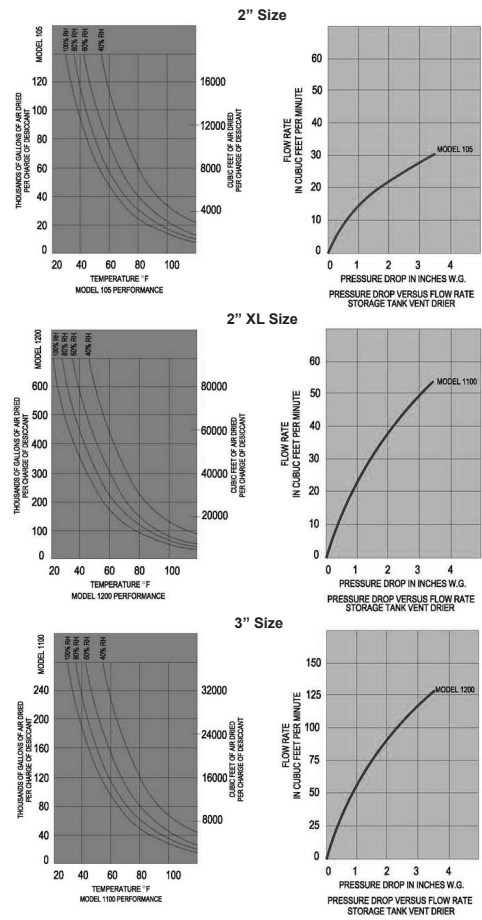 2” Size
MODEL 105
100% RH
80% RH
60% RH
40% RH
THOUSANDS OF GALLONS OF AIR DRIED
PER CHARGE OF DESICCANT
120
100
80
60
40
20
0
16000
12000
8000
4000
CUBIC FEET OF AIR DRIED
PER CHARGE OF DESICCANT
20 40 60 80 100
TEMPERATURE °F
MODEL 105 PERFORMANCE
FLOW RATE
IN CUBUC FEET PER MINUTE
60
50
40
30
20
10
0
MODEL 105
0 1 2 3 4
PRESSURE DROP IN INCHES W.G.
PRESSURE DROP VERSUS FLOW RATE
STORAGE TANK VENT DRIER
2” XL Size
MODEL 1200
100% RH
80% RH
60% RH
40% RH
THOUSANDS OF GALLONS OF AIR DRIED
PER CHARGE OF DESICCANT
600
500
400
300
200
100
0
80000
60000
40000
20000
CUBIC FEET OF AIR DRIED
PER CHARGE OF DESICCANT
20 40 60 80 100
TEMPERATURE °F
MODEL 1200 PERFORMANCE
FLOW RATE
IN CUBUC FEET PER MINUTE
60
50
40
30
20
10
0
MODEL 1100
0 1 2 3 4
PRESSURE DROP IN INCHES W.G.
PRESSURE DROP VERSUS FLOW RATE
STORAGE TANK VENT DRIER
3” Size
MODEL 1100
100% RH
80% RH
60% RH
40% RH
THOUSANDS OF GALLONS OF AIR DRIED
PER CHARGE OF DESICCANT
240
200
160
120
80
40
0
32000
24000
16000
8000
CUBIC FEET OF AIR DRIED
PER CHARGE OF DESICCANT
20 40 60 80 100
TEMPERATURE °F
MODEL 1100 PERFORMANCE
FLOW RATE
IN CUBUC FEET PER MINUTE
150
125
100
75
50
25
0
MODEL 1200
0 1 2 3 4
PRESSURE DROP IN INCHES W.G.
PRESSURE DROP VERSUS FLOW RATE
STORAGE TANK VENT DRIER